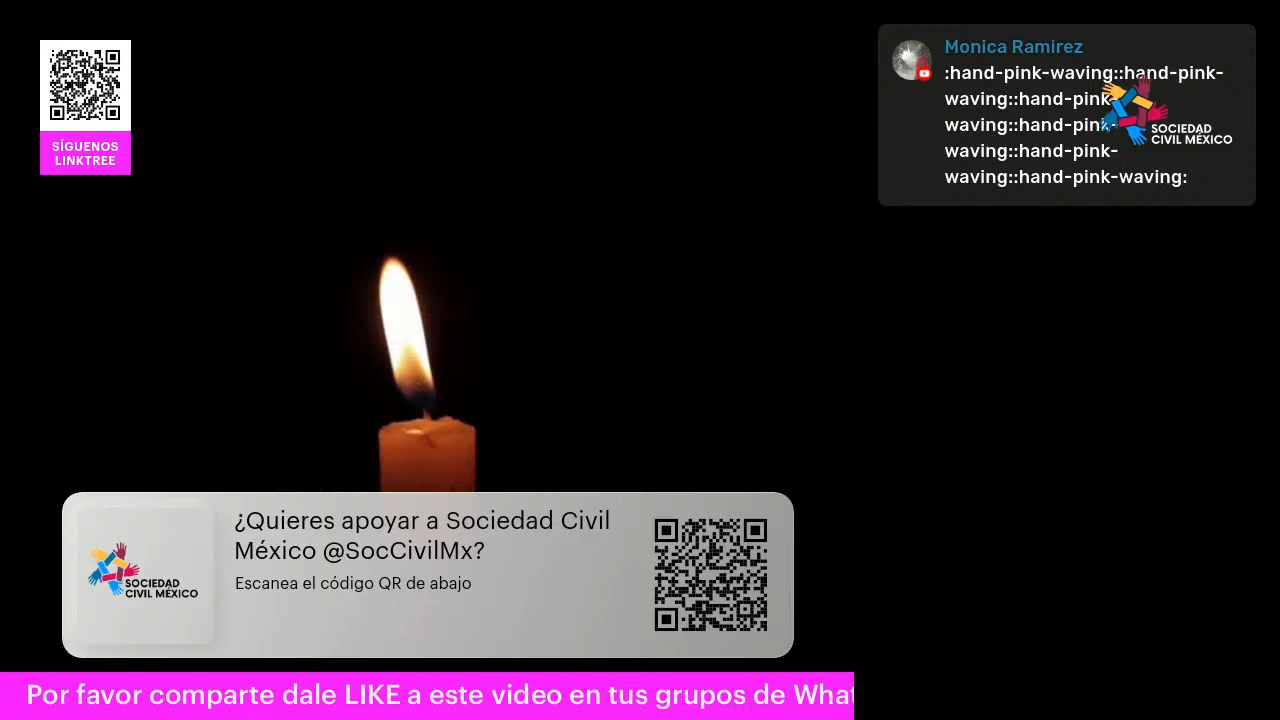 SÍGUENOS
LINKTREE
Monica Ramirez
:hand-pink-waving::hand-pink-
waving::hand-pink-
waving::hand-pink-
waving::hand-pink-
waving::hand-pink-waving:
SOCIEDAD
CIVIL MÉXICO
¿Quieres apoyar a Sociedad Civil
México @SocCivilMx?
Escanea el código QR de abajo
SOCIEDAD
CIVIL MÉXICO
Por favor comparte dale LIKE a este video en tus grupos de What